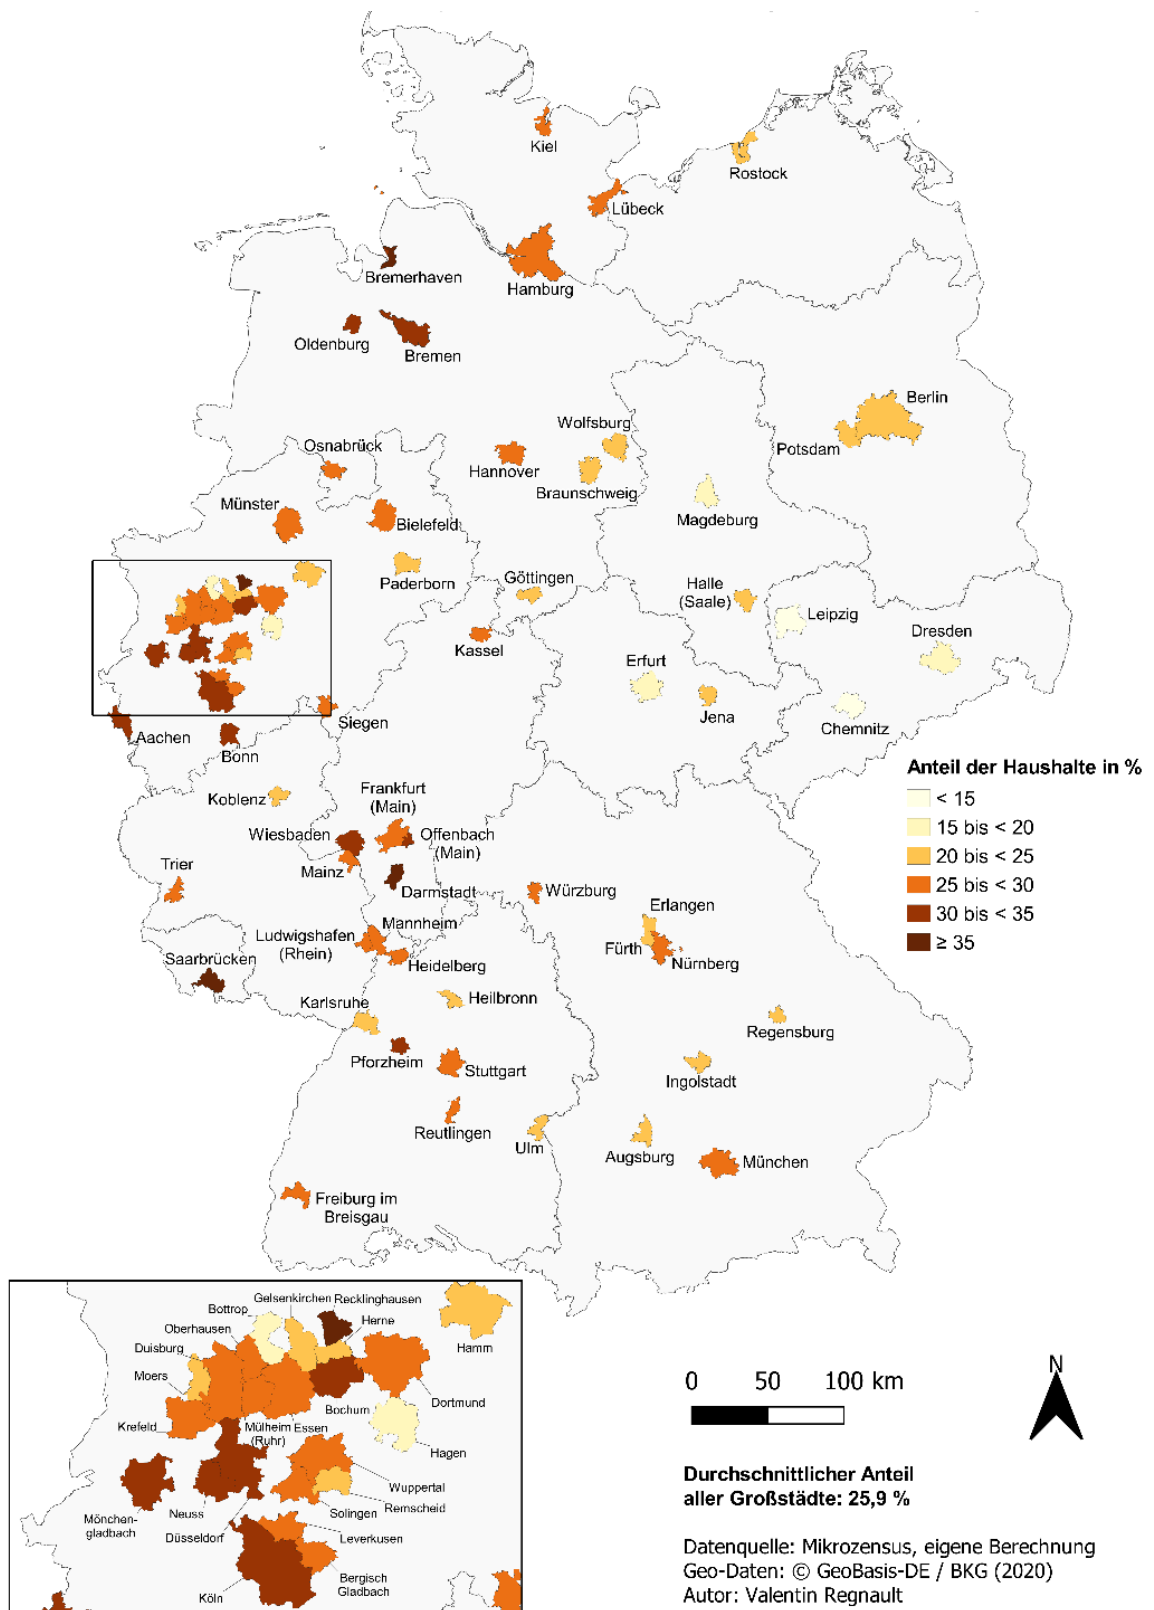 Kiel
Rostock
Lübeck
Bremerhaven
Hamburg
Oldenburg
Bremen
Berlin
Wolfsburg
Osnabrück
Potsdam
Hannover
Braunschweig
Münster
Bielefeld
Magdeburg
Paderborn
Göttingen
Halle
(Saale)
Leipzig
Dresden
Kassel
Erfurt
Jena
Chemnitz
Siegen
Aachen
Bonn
Koblenz
Frankfurt
(Main)
Wiesbaden
Offenbach
(Main)
Mainz
Trier
Darmstadt
Würzburg
Mannheim
Erlangen
Ludwigshafen
(Rhein)
Fürth
Nürnberg
Saarbrücken
Heidelberg
Karlsruhe
Heilbronn
Regensburg
Pforzheim
Stuttgart
Ingolstadt
Reutlingen
Ulm
Augsburg
München
Freiburg im
Breisgau
Anteil der Haushalte in %
< 15
15 bis < 20
20 bis < 25
25 bis < 30
30 bis < 35
≥ 35
Gelsenkirchen
Recklinghausen
Bottrop
Oberhausen
Herne
Duisburg
Hamm
Moers
Dortmund
Bochum
Krefeld
Mülheim
(Ruhr)
Essen
Hagen
Wuppertal
Remscheid
Neuss
Solingen
Mönchen-
gladbach
Düsseldorf
Leverkusen
Bergisch
Gladbach
Köln
0 50 100 km
N
Durchschnittlicher Anteil
aller Großstädte: 25,9 %
Datenquelle: Mikrozensus, eigene Berechnung
Geo-Daten: © GeoBasis-DE / BKG (2020)
Autor: Valentin Regnault